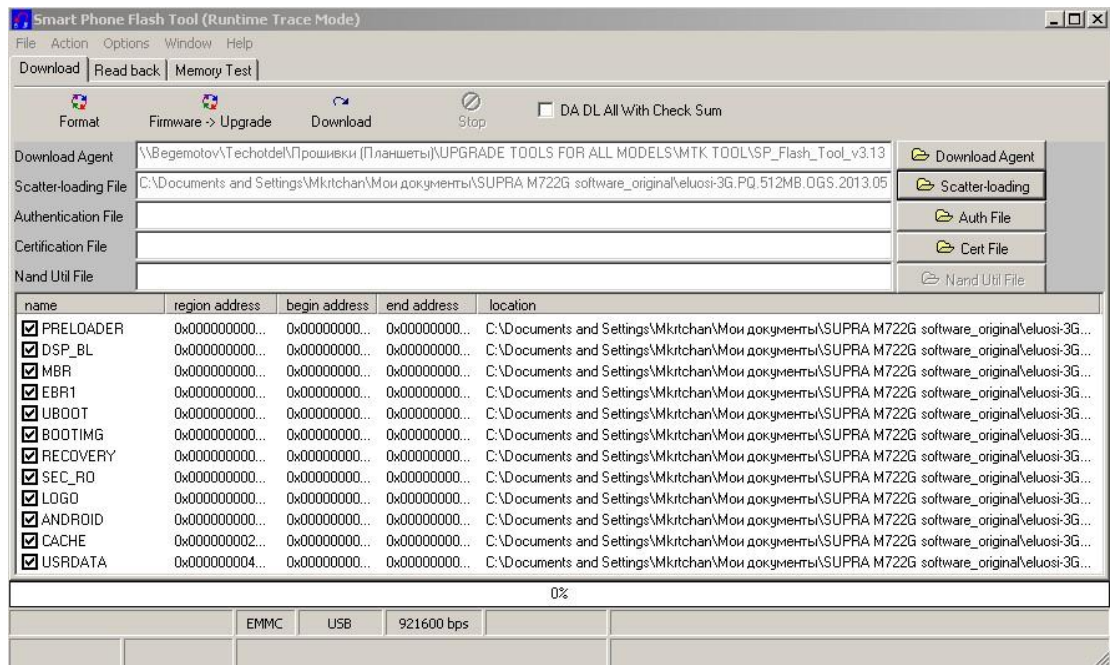 Smart Phone Flash Tool (Runtime Trace Mode)
File Action Options Window Help
Download Read back Memory Test
Format Firmware -> Upgrade Download Stop DA DL All With Check Sum
Download Agent \\Begemotov\Techotdel\Прошивки (Планшеты)\UPGRADE TOOLS FOR ALL MODELS\MTK TOOL\SP_Flash_Tool_v3.13 Download Agent
Scatter-loading File C:\Documents and Settings\Mkrtchan\Мои документы\SUPRA M722G software_original\eluosi-3G.PQ.512MB.OGS.2013.05 Scatter-loading
Authentication File Auth File
Certification File Cert File
Nand Util File Nand Util File
name region address begin address end address location
PRELOADER 0x000000000... 0x00000000... 0x00000000... C:\Documents and Settings\Mkrtchan\Мои документы\SUPRA M722G software_original\eluosi-3G...
DSP_BL 0x000000000... 0x00000000... 0x00000000... C:\Documents and Settings\Mkrtchan\Мои документы\SUPRA M722G software_original\eluosi-3G...
MBR 0x000000000... 0x00000000... 0x00000000... C:\Documents and Settings\Mkrtchan\Мои документы\SUPRA M722G software_original\eluosi-3G...
EBR1 0x000000000... 0x00000000... 0x00000000... C:\Documents and Settings\Mkrtchan\Мои документы\SUPRA M722G software_original\eluosi-3G...
UBOOT 0x000000000... 0x00000000... 0x00000000... C:\Documents and Settings\Mkrtchan\Мои документы\SUPRA M722G software_original\eluosi-3G...
BOOTIMG 0x000000000... 0x00000000... 0x00000000... C:\Documents and Settings\Mkrtchan\Мои документы\SUPRA M722G software_original\eluosi-3G...
RECOVERY 0x000000000... 0x00000000... 0x00000000... C:\Documents and Settings\Mkrtchan\Мои документы\SUPRA M722G software_original\eluosi-3G...
SEC_RO 0x000000000... 0x00000000... 0x00000000... C:\Documents and Settings\Mkrtchan\Мои документы\SUPRA M722G software_original\eluosi-3G...
LOGO 0x000000000... 0x00000000... 0x00000000... C:\Documents and Settings\Mkrtchan\Мои документы\SUPRA M722G software_original\eluosi-3G...
ANDROID 0x000000000... 0x00000000... 0x00000000... C:\Documents and Settings\Mkrtchan\Мои документы\SUPRA M722G software_original\eluosi-3G...
CACHE 0x000000002... 0x00000000... 0x00000000... C:\Documents and Settings\Mkrtchan\Мои документы\SUPRA M722G software_original\eluosi-3G...
USRDATA 0x000000004... 0x00000000... 0x00000000... C:\Documents and Settings\Mkrtchan\Мои документы\SUPRA M722G software_original\eluosi-3G...
0%
EMMC USB 921600 bps